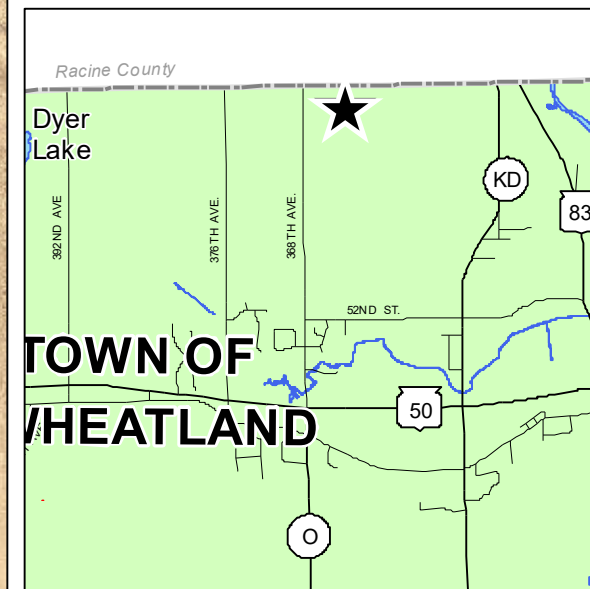 Racine County
Dyer
Lake
KD
83
392ND AVE
376TH AVE.
368TH AVE.
52ND ST.
TOWN OF
WHEATLAND
50
O